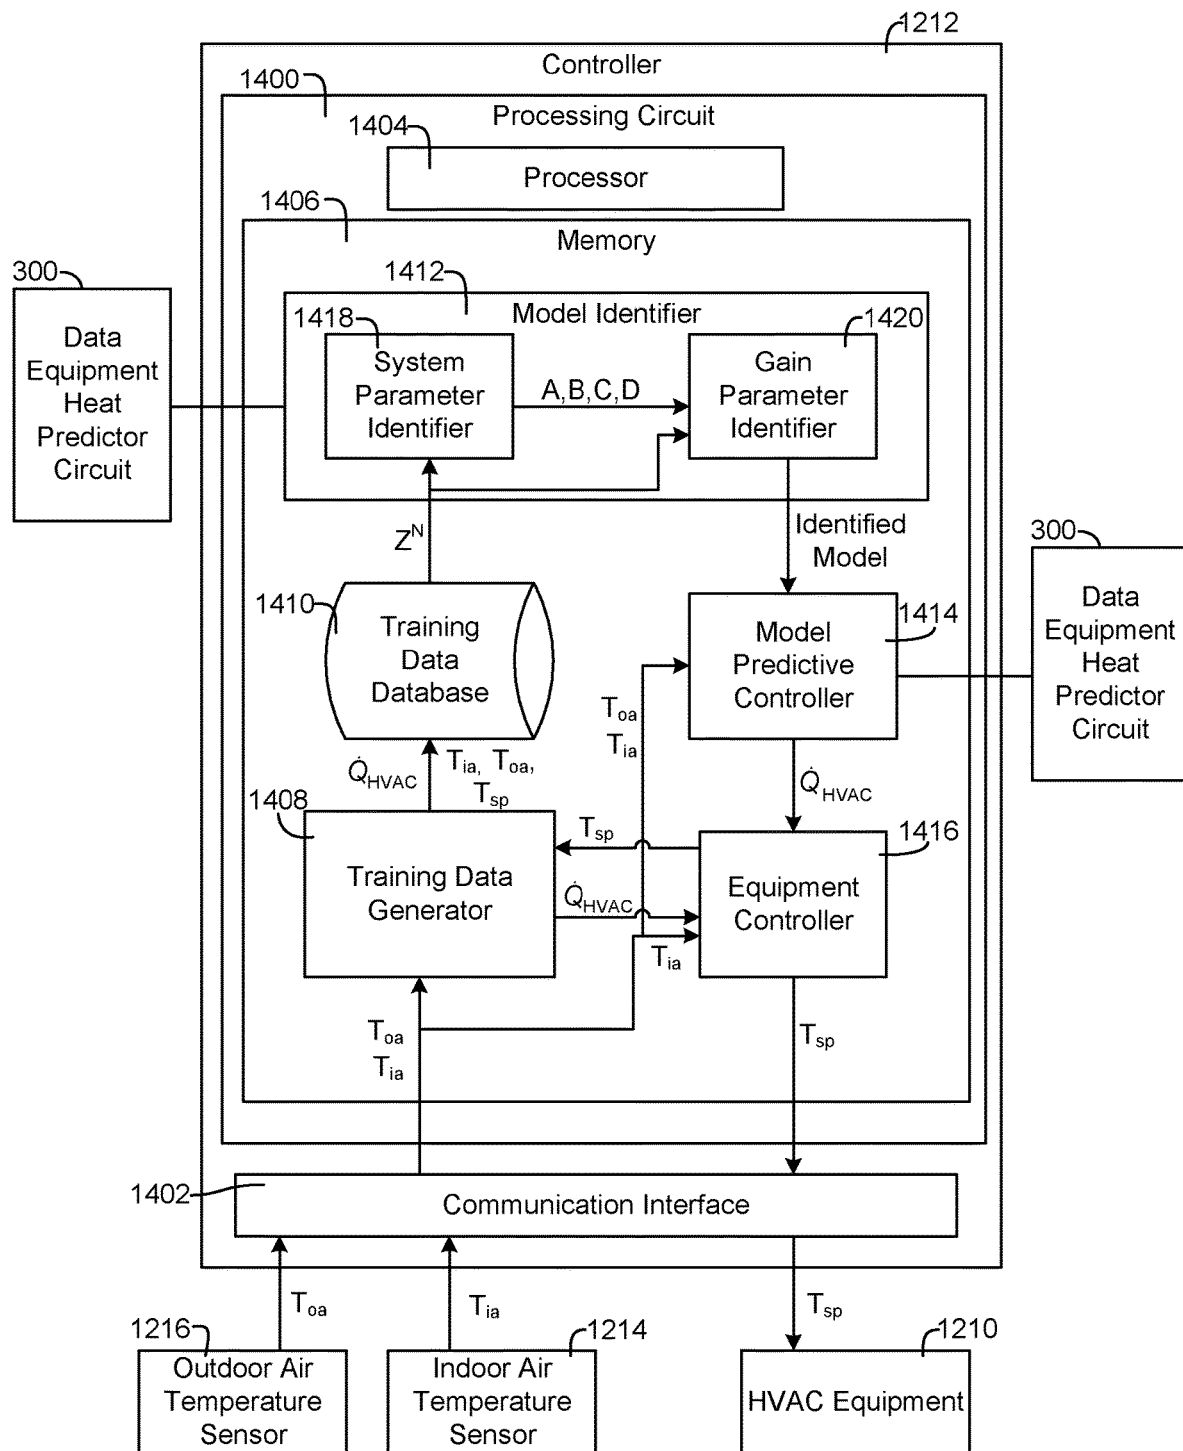 1212
Controller
1400
Processing Circuit
1404
Processor
1406
Memory
300
Data
Equipment
Heat
Predictor
Circuit
1412
Model Identifier
1418
System
Parameter
Identifier
A,B,C,D
1420
Gain
Parameter
Identifier
Z^N
Identified
Model
300
Data
Equipment
Heat
Predictor
Circuit
1410
Training
Data
Database
1414
Model
Predictive
Controller
T_oa
T_ia
Q̇_HVAC
T_ia, T_oa,
T_sp
Q̇_HVAC
1408
Training Data
Generator
T_sp
Q̇_HVAC
T_ia
1416
Equipment
Controller
T_oa
T_ia
T_sp
1402
Communication Interface
T_oa
T_ia
T_sp
1216
Outdoor Air
Temperature
Sensor
1214
Indoor Air
Temperature
Sensor
1210
HVAC Equipment